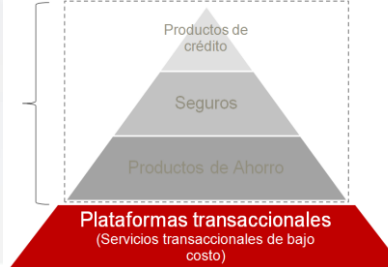 Productos de
crédito
Seguros
Productos de Ahorro
Plataformas transaccionales
(Servicios transaccionales de bajo
costo)